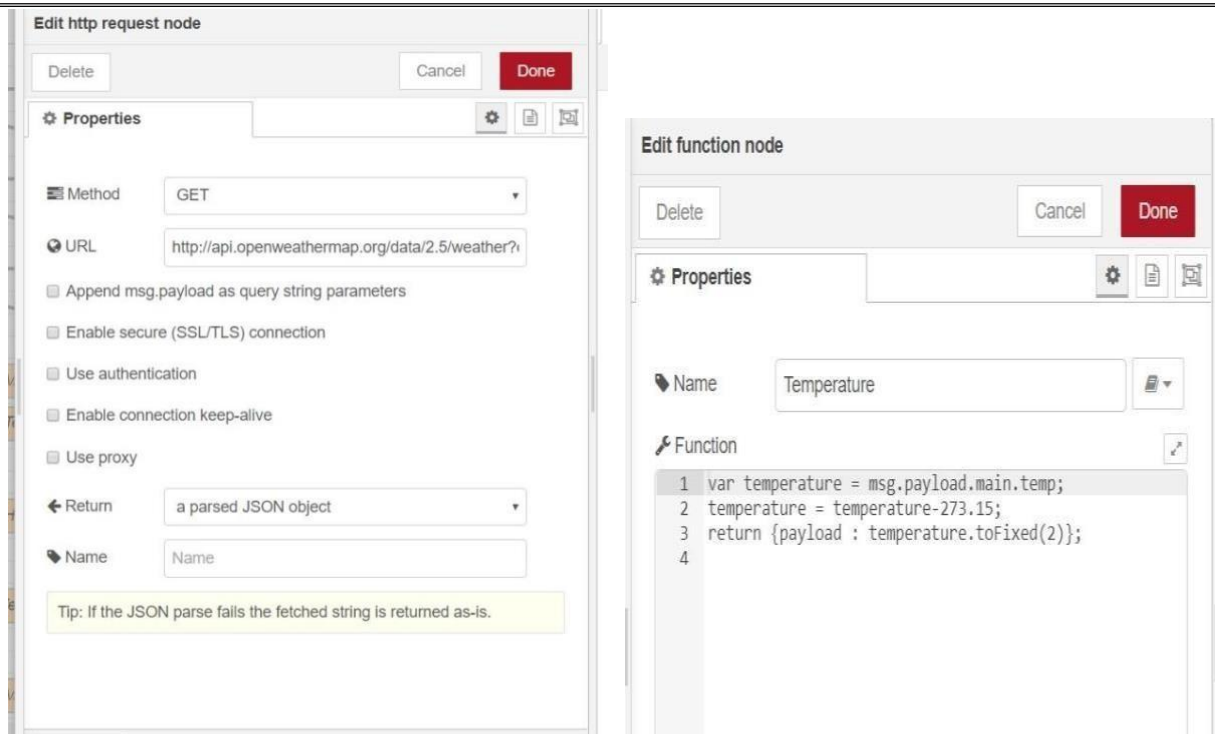 Edit http request node
Delete
Cancel
Done
Properties
Method
GET
URL
http://api.openweathermap.org/data/2.5/weather?
Append msg.payload as query string parameters
Enable secure (SSL/TLS) connection
Use authentication
Enable connection keep-alive
Use proxy
Return
a parsed JSON object
Name
Name
Tip: If the JSON parse fails the fetched string is returned as-is.
Edit function node
Delete
Cancel
Done
Properties
Name
Temperature
Function
1 var temperature = msg.payload.main.temp;
2 temperature = temperature-273.15;
3 return {payload : temperature.toFixed(2)};
4